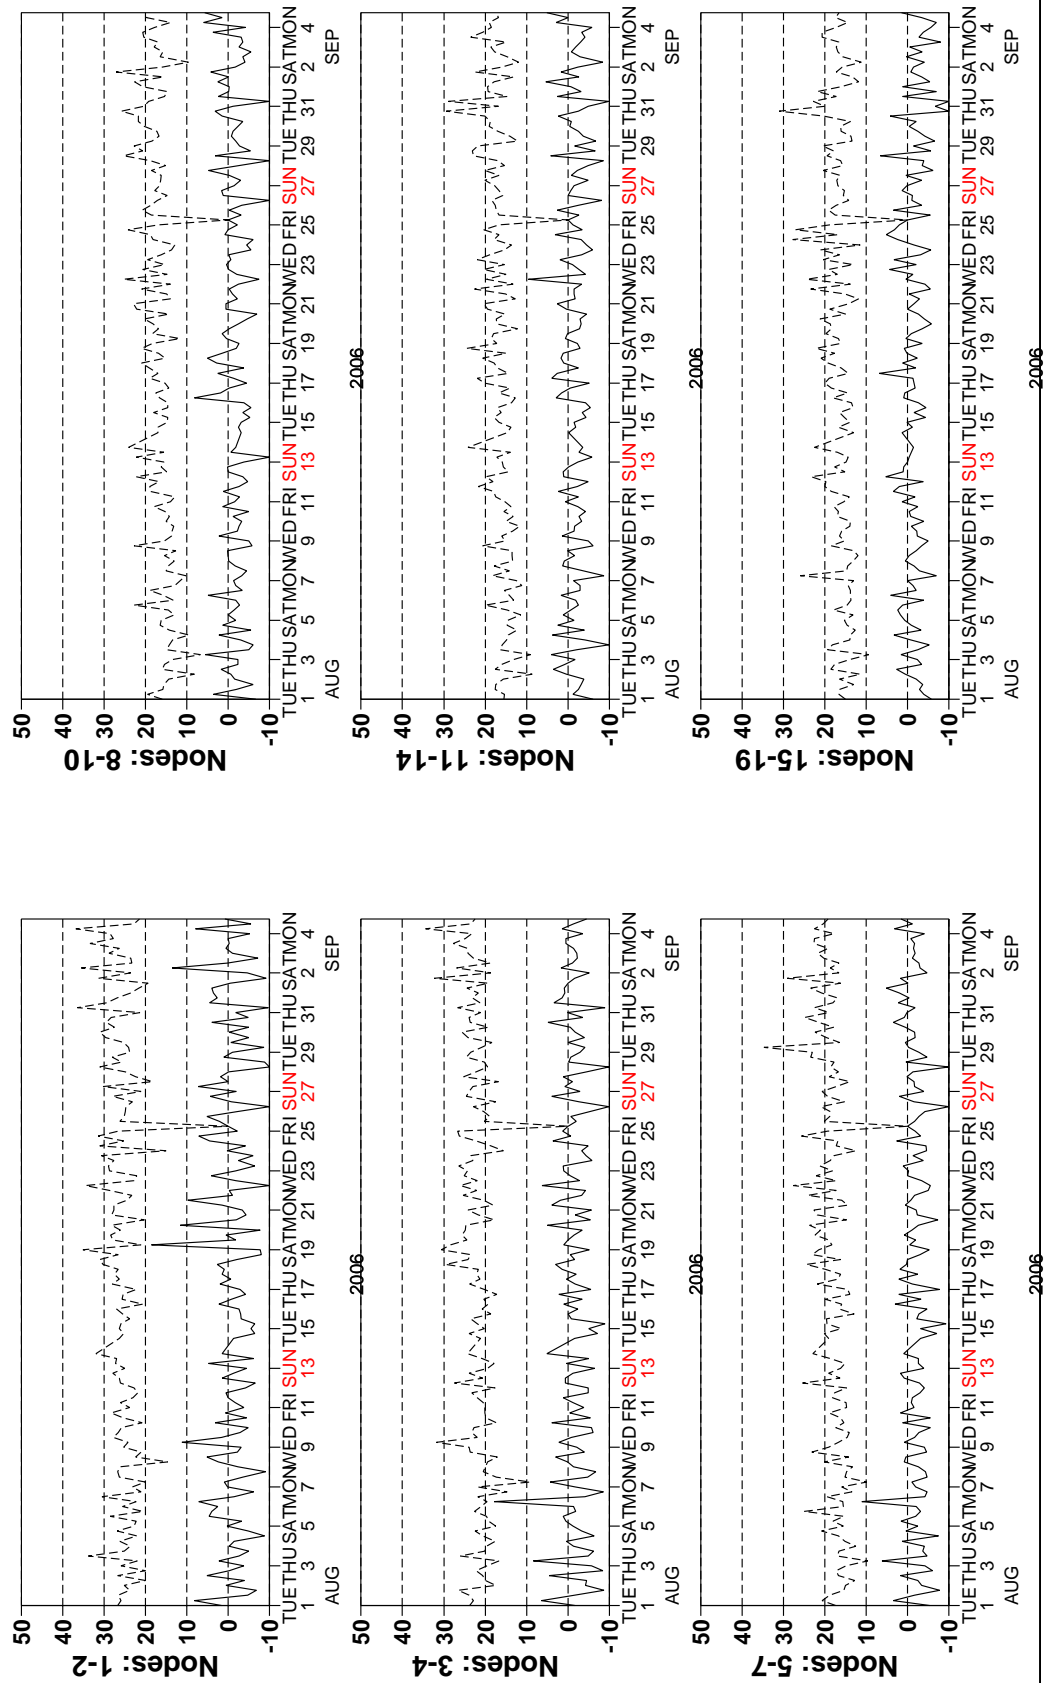 Nodes: 1-2
50
40
30
20
10
0
-10
TUE THU SAT MON WED FRI SUN TUE THU SAT MON WED FRI SUN TUE THU SAT MON
1 3 5 7 9 11 13 15 17 19 21 23 25 27 29 31 2 4
AUG SEP
2006
Nodes: 8-10
50
40
30
20
10
0
-10
TUE THU SAT MON WED FRI SUN TUE THU SAT MON WED FRI SUN TUE THU SAT MON
1 3 5 7 9 11 13 15 17 19 21 23 25 27 29 31 2 4
AUG SEP
2006
Nodes: 3-4
50
40
30
20
10
0
-10
TUE THU SAT MON WED FRI SUN TUE THU SAT MON WED FRI SUN TUE THU SAT MON
1 3 5 7 9 11 13 15 17 19 21 23 25 27 29 31 2 4
AUG SEP
2006
Nodes: 11-14
50
40
30
20
10
0
-10
TUE THU SAT MON WED FRI SUN TUE THU SAT MON WED FRI SUN TUE THU SAT MON
1 3 5 7 9 11 13 15 17 19 21 23 25 27 29 31 2 4
AUG SEP
2006
Nodes: 5-7
50
40
30
20
10
0
-10
TUE THU SAT MON WED FRI SUN TUE THU SAT MON WED FRI SUN TUE THU SAT MON
1 3 5 7 9 11 13 15 17 19 21 23 25 27 29 31 2 4
AUG SEP
2006
Nodes: 15-19
50
40
30
20
10
0
-10
TUE THU SAT MON WED FRI SUN TUE THU SAT MON WED FRI SUN TUE THU SAT MON
1 3 5 7 9 11 13 15 17 19 21 23 25 27 29 31 2 4
AUG SEP
2006